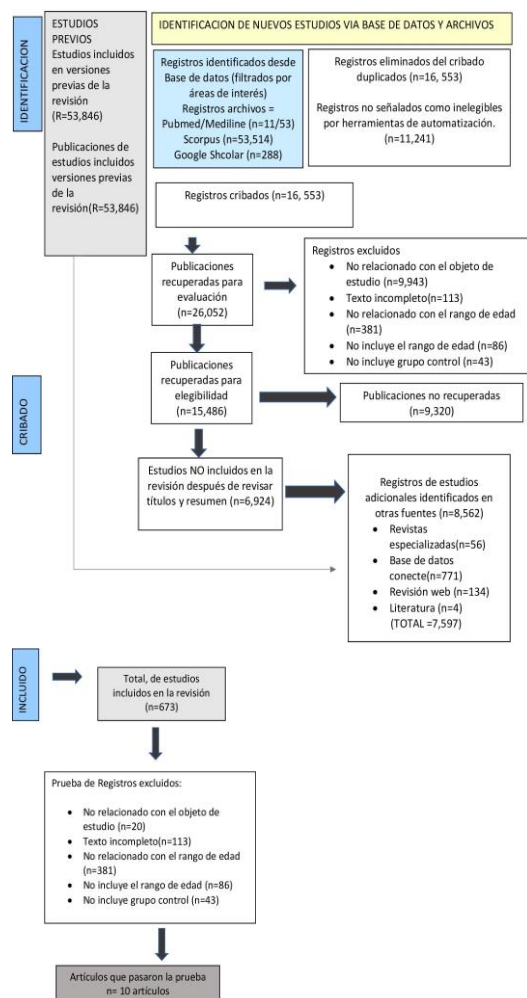 IDENTIFICACION
ESTUDIOS
PREVIOS
Estudios incluidos
en versiones
previas de la
revisión
(R=53,846)
Publicaciones de
estudios incluidos
versiones previas
de la
revisión(R=53,846)
IDENTIFICACION DE NUEVOS ESTUDIOS VIA BASE DE DATOS Y ARCHIVOS
Registros identificados desde
Base de datos (filtrados por
áreas de interés)
Registros archivos =
Pubmed/Mediline (n=11/53)
Scorpus (n=53,514)
Google Shcolar (n=288)
Registros eliminados del cribado
duplicados (n=16, 553)
Registros no señalados como inelegibles
por herramientas de automatización.
(n=11,241)
Registros cribados (n=16, 553)
CRIBADO
Publicaciones
recuperadas para
evaluación
(n=26,052)
Registros excluidos
• No relacionado con el objeto de
estudio (n=9,943)
• Texto incompleto(n=113)
• No relacionado con el rango de edad
(n=381)
• No incluye el rango de edad (n=86)
• No incluye grupo control (n=43)
Publicaciones
recuperadas para
elegibilidad
(n=15,486)
Publicaciones no recuperadas
(n=9,320)
Estudios NO incluidos en la
revisión después de revisar
títulos y resumen (n=6,924)
Registros de estudios
adicionales identificados en
otras fuentes (n=8,562)
• Revistas
especializadas(n=56)
• Base de datos
conecte(n=771)
• Revisión web (n=134)
• Literatura (n=4)
(TOTAL =7,597)
INCLUIDO
Total, de estudios
incluidos en la revisión
(n=673)
Prueba de Registros excluidos:
• No relacionado con el objeto de
estudio (n=20)
• Texto incompleto(n=113)
• No relacionado con el rango de edad
(n=381)
• No incluye el rango de edad (n=86)
• No incluye grupo control (n=43)
Artículos que pasaron la prueba
n= 10 artículos